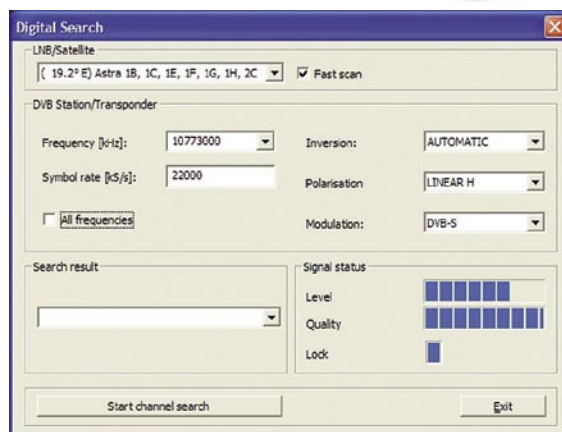 Digital Search
LNB/Satellite
( 19.2° E) Astra 1B, 1C, 1E, 1F, 1G, 1H, 2C
Fast scan
DVB Station/Transponder
Frequency [kHz]:
10773000
Inversion:
AUTOMATIC
Symbol rate [kS/s]:
22000
Polarisation
LINEAR H
All frequencies
Modulation:
DVB-S
Search result
Signal status
Level
Quality
Lock
Start channel search
Exit